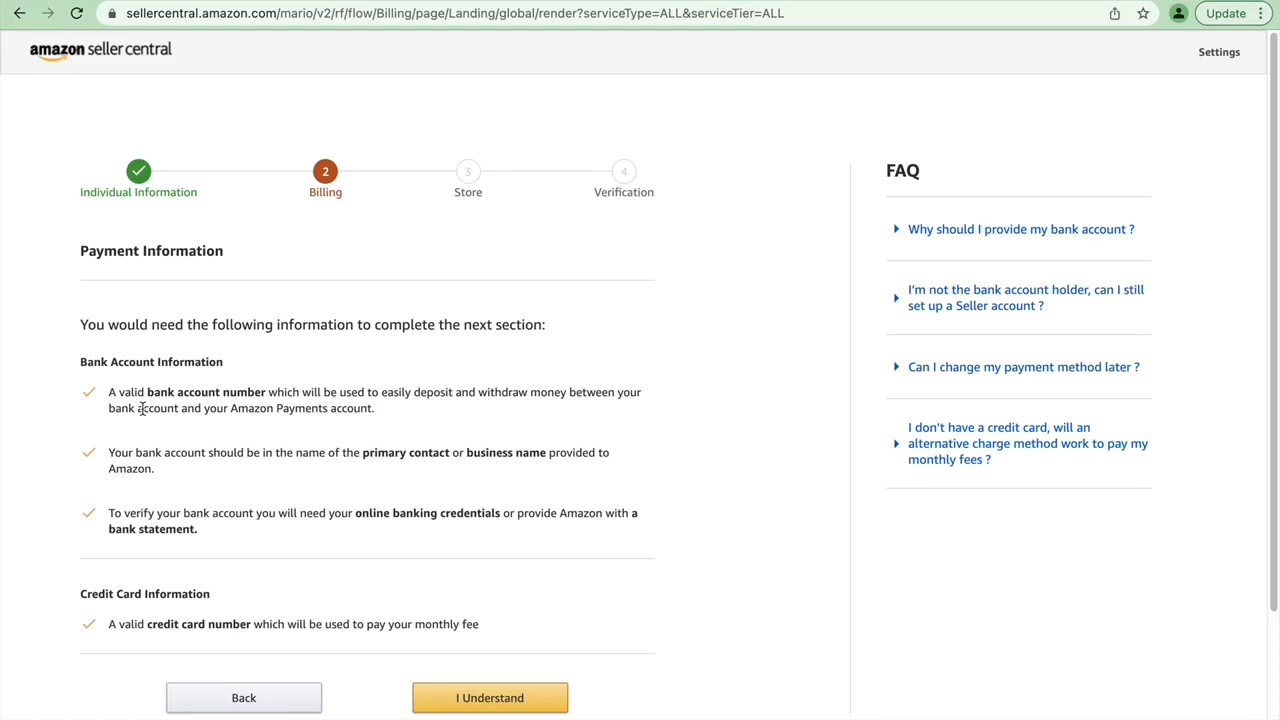 sellercentral.amazon.com/mario/v2/rf/flow/Billing/page/Landing/global/render?serviceType=ALL&serviceTier=ALL
Update
amazon seller central
Settings
2
3
4
Individual Information
Billing
Store
Verification
Payment Information
You would need the following information to complete the next section:
Bank Account Information
A valid bank account number which will be used to easily deposit and withdraw money between your
bank account and your Amazon Payments account.
Your bank account should be in the name of the primary contact or business name provided to
Amazon.
To verify your bank account you will need your online banking credentials or provide Amazon with a
bank statement.
Credit Card Information
A valid credit card number which will be used to pay your monthly fee
Back
I Understand
FAQ
Why should I provide my bank account ?
I'm not the bank account holder, can I still
set up a Seller account ?
Can I change my payment method later ?
I don't have a credit card, will an
alternative charge method work to pay my
monthly fees ?